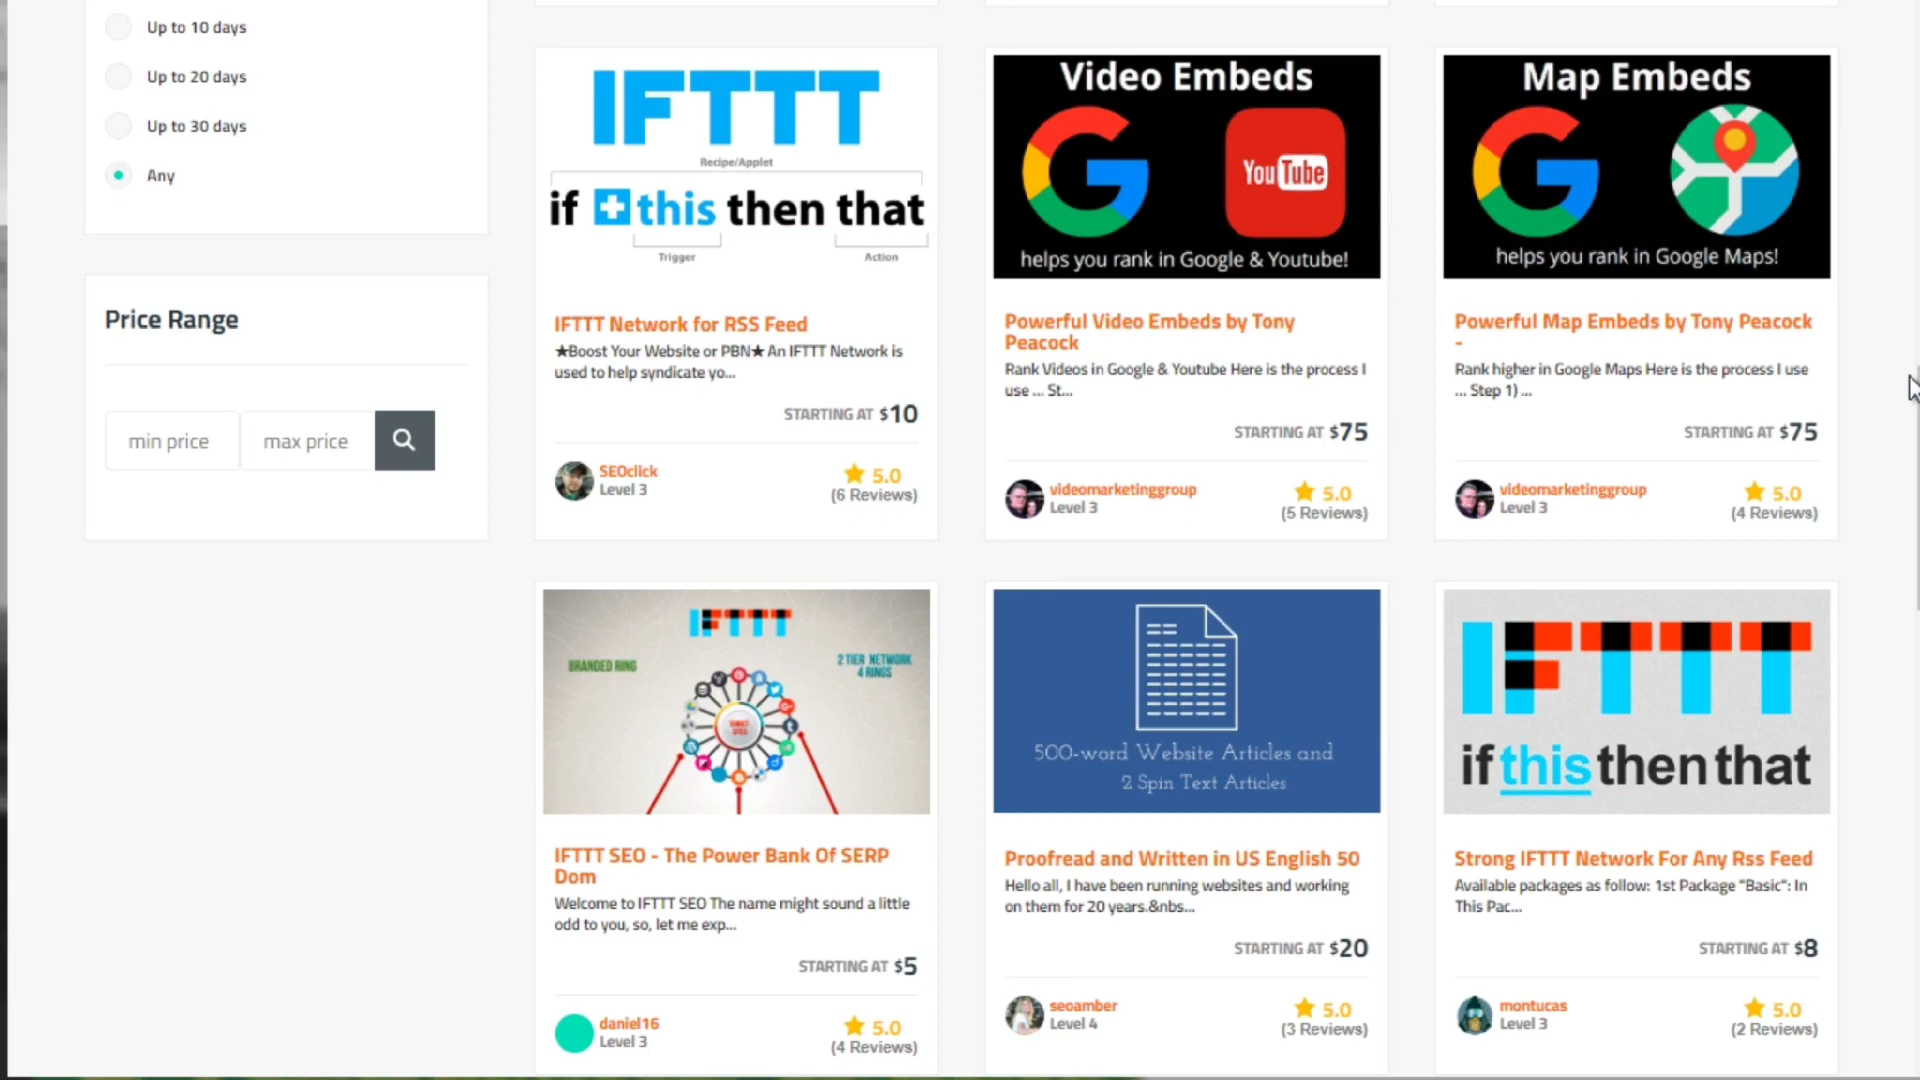 Up to 10 days
Up to 20 days
Up to 30 days
Any
Price Range
min price
max price
IFTTT
Recipe/Applet
if this then that
Trigger
Action
IFTTT Network for RSS Feed
★Boost Your Website or PBN★ An IFTTT Network is
used to help syndicate yo...
STARTING AT $10
SEOclick
Level 3
5.0
(6 Reviews)
Video Embeds
YouTube
helps you rank in Google & Youtube!
Powerful Video Embeds by Tony
Peacock
Rank Videos in Google & Youtube Here is the process I
use ... St...
STARTING AT $75
videomarketinggroup
Level 3
5.0
(5 Reviews)
Map Embeds
helps you rank in Google Maps!
Powerful Map Embeds by Tony Peacock
-
Rank higher in Google Maps Here is the process I use
... Step 1) ...
STARTING AT $75
videomarketinggroup
Level 3
5.0
(4 Reviews)
IFTTT
BRANDED RING
2 TIER NETWORK
4 RINGS
IFTTT SEO - The Power Bank Of SERP
Dom
Welcome to IFTTT SEO The name might sound a little
odd to you, so, let me exp...
STARTING AT $5
daniel16
Level 3
5.0
(4 Reviews)
500-word Website Articles and
2 Spin Text Articles
Proofread and Written in US English 50
Hello all, I have been running websites and working
on them for 20 years.&nbs...
STARTING AT $20
seoamber
Level 4
5.0
(3 Reviews)
IFTTT
if this then that
Strong IFTTT Network For Any Rss Feed
Available packages as follow: 1st Package "Basic": In
This Pac...
STARTING AT $8
montucas
Level 3
5.0
(2 Reviews)